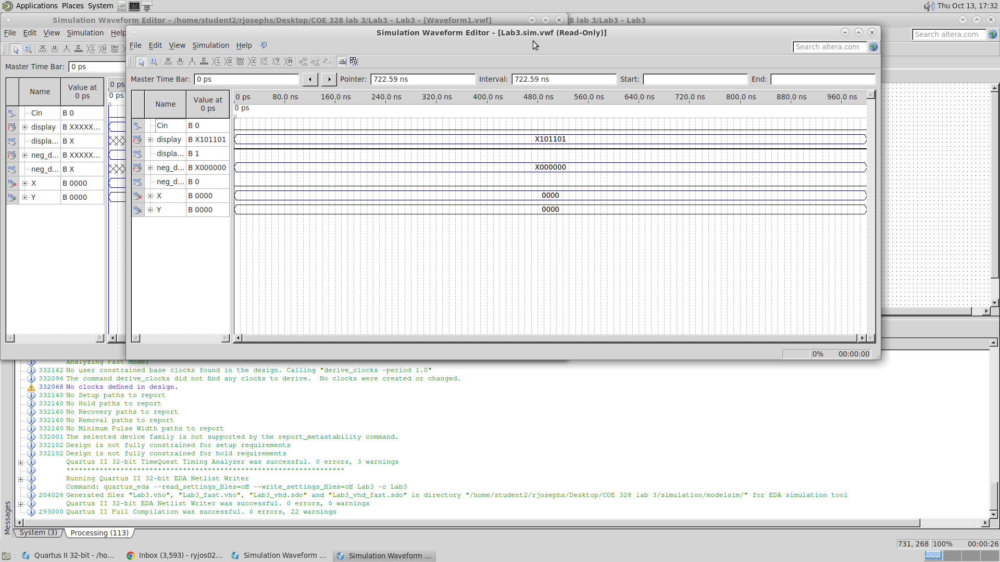 Applications Places System
Thu Oct 13, 17:32
Simulation Waveform Editor - /home/student2/rjosephs/Desktop/COE 328 lab 3/Lab3 - Lab3 - [Waveform1.vwf]
8 lab 3/Lab3 - Lab3
File Edit View Simulation Help
Search altera.com
Master Time Bar: 0 ps
Name Value at 0 ps
0 ps
0 ps
Cin B 0
display B XXXXX...
displa... B X
neg_d... B XXXXX...
neg_d... B X
X B 0000
Y B 0000
Simulation Waveform Editor - [Lab3.sim.vwf (Read-Only)]
File Edit View Simulation Help
Search altera.com
Master Time Bar: 0 ps Pointer: 722.59 ns Interval: 722.59 ns Start: End:
Name Value at 0 ps
0 ps 80.0 ns 160.0 ns 240.0 ns 320.0 ns 400.0 ns 480.0 ns 560.0 ns 640.0 ns 720.0 ns 800.0 ns 880.0 ns 960.0 ns
0 ps
Cin B 0
display B X101101 X101101
displa... B 1
neg_d... B X000000 X000000
neg_d... B 0
X B 0000 0000
Y B 0000 0000
0% 00:00:00
Analyzing Fast Model
332142 No user constrained base clocks found in the design. Calling "derive_clocks -period 1.0"
332096 The command derive_clocks did not find any clocks to derive.  No clocks were created or changed.
332068 No clocks defined in design.
332140 No Setup paths to report
332140 No Hold paths to report
332140 No Recovery paths to report
332140 No Removal paths to report
332140 No Minimum Pulse Width paths to report
332001 The selected device family is not supported by the report_metastability command.
332102 Design is not fully constrained for setup requirements
332102 Design is not fully constrained for hold requirements
Quartus II 32-bit TimeQuest Timing Analyzer was successful. 0 errors, 3 warnings
*******************************************************************
Running Quartus II 32-bit EDA Netlist Writer
Command: quartus_eda --read_settings_files=off --write_settings_files=off Lab3 -c Lab3
204026 Generated files "Lab3.vho", "Lab3_fast.vho", "Lab3_vhd.sdo" and "Lab3_vhd_fast.sdo" in directory "/home/student2/rjosephs/Desktop/COE 328 lab 3/simulation/modelsim/" for EDA simulation tool
Quartus II 32-bit EDA Netlist Writer was successful. 0 errors, 0 warnings
293000 Quartus II Full Compilation was successful. 0 errors, 22 warnings
Messages
System (3) Processing (113)
731, 268 100% 00:00:26
Quartus II 32-bit - /ho... Inbox (3,593) - ryjos02... Simulation Waveform ... Simulation Waveform ...